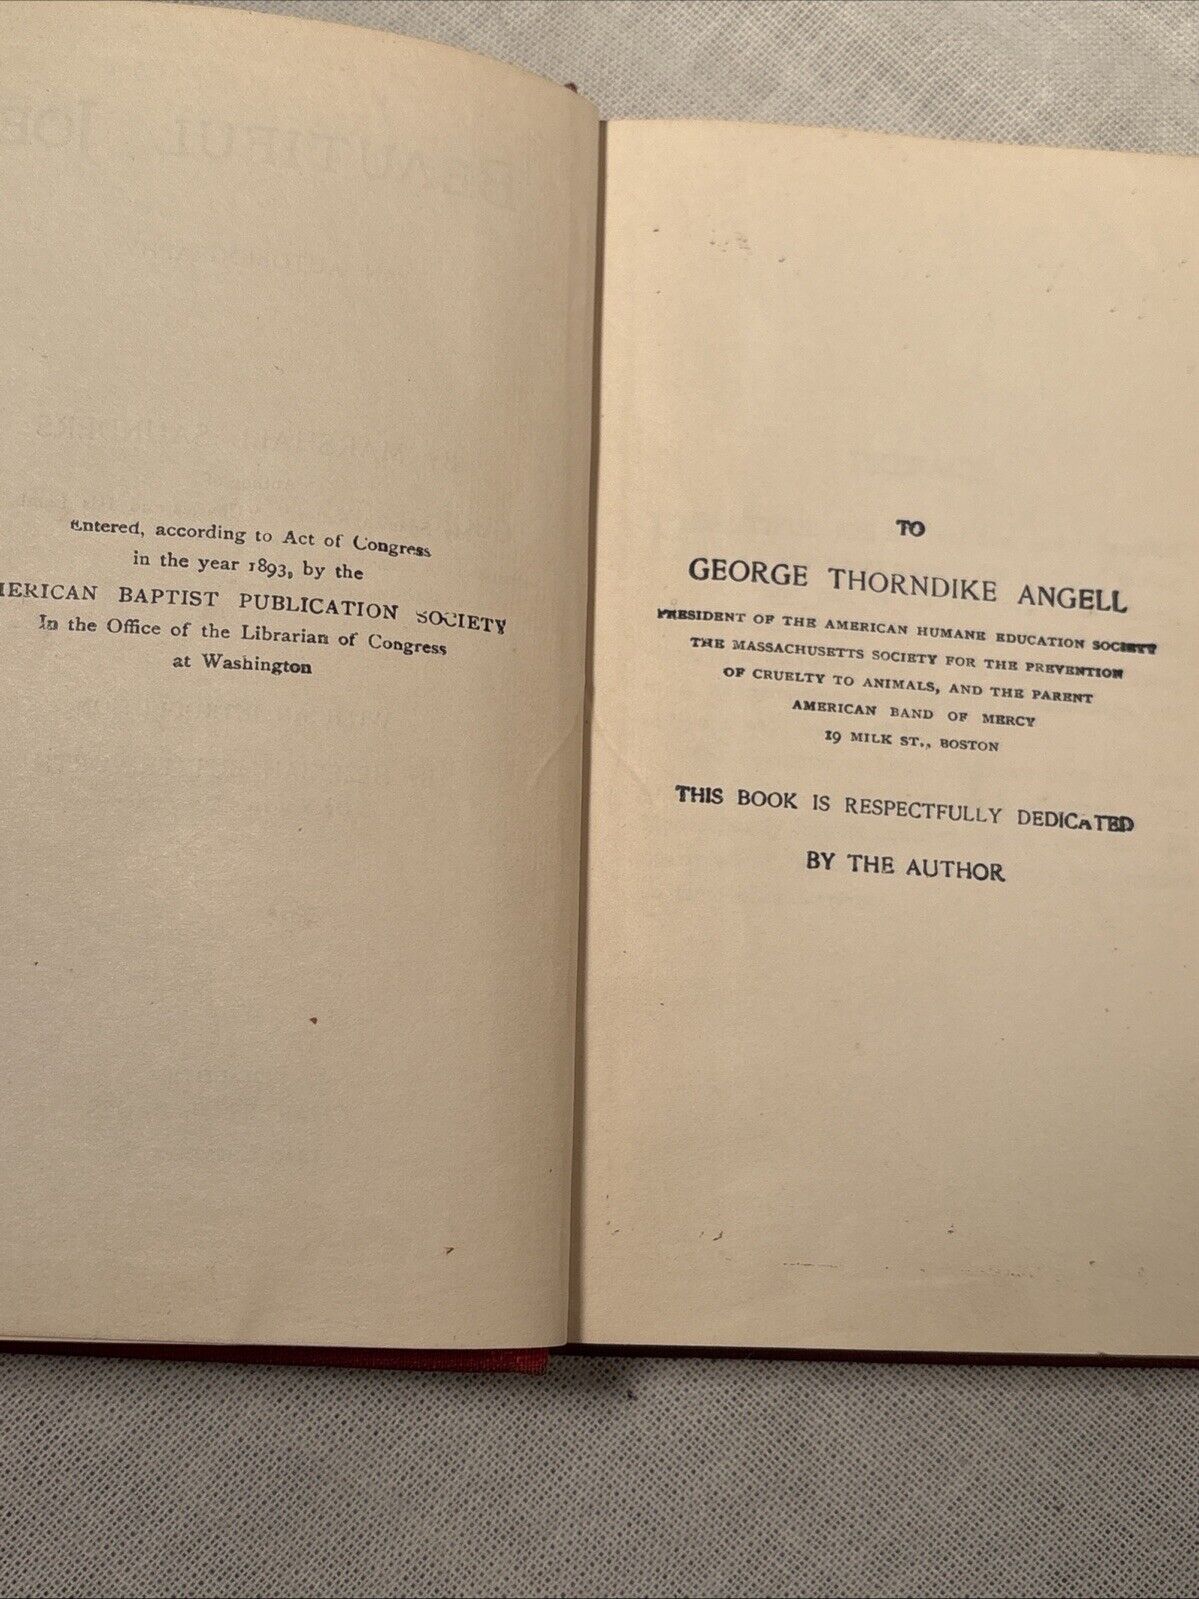 Entered, according to Act of Congress
in the year 1893, by the
MERICAN BAPTIST PUBLICATION SOCIETY
In the Office of the Librarian of Congress
at Washington
TO
GEORGE THORNDIKE ANGELL
PRESIDENT OF THE AMERICAN HUMANE EDUCATION SOCIETY
THE MASSACHUSETTS SOCIETY FOR THE PREVENTION
OF CRUELTY TO ANIMALS, AND THE PARENT
AMERICAN BAND OF MERCY
19 MILK ST., BOSTON
THIS BOOK IS RESPECTFULLY DEDICATED
BY THE AUTHOR